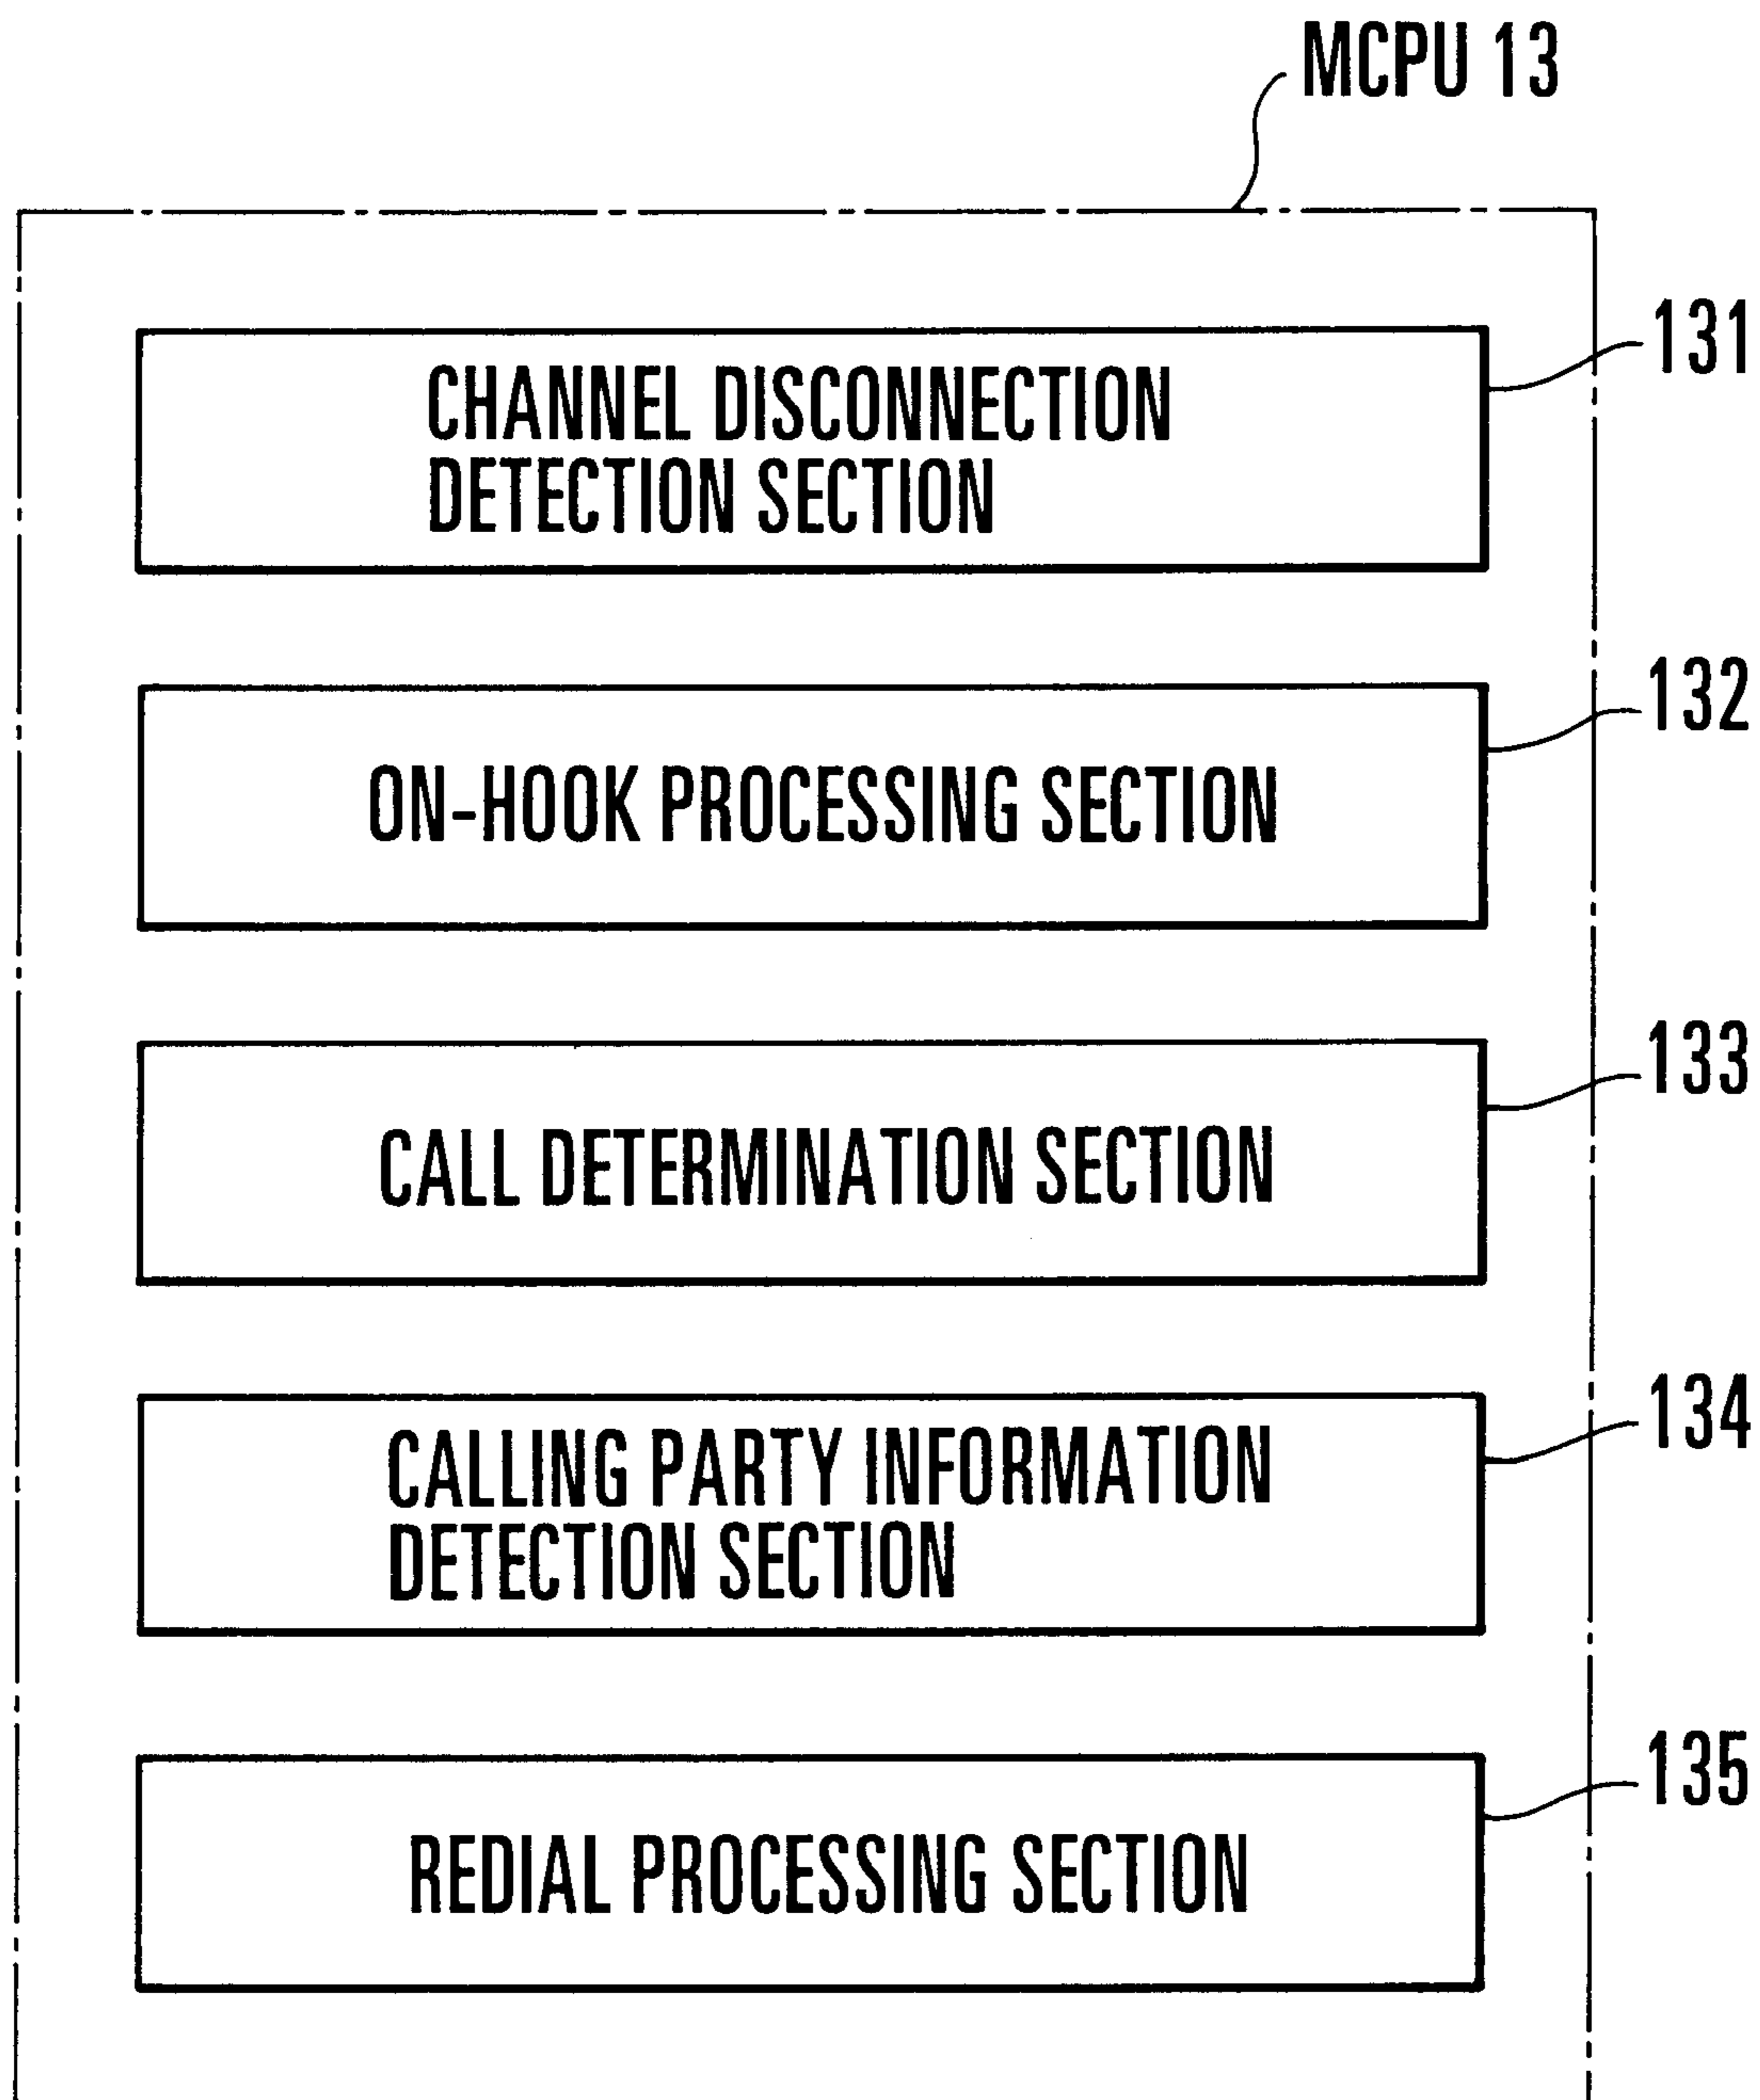 MCPU 13
131
CHANNEL DISCONNECTION
DETECTION SECTION
132
ON-HOOK PROCESSING SECTION
133
CALL DETERMINATION SECTION
134
CALLING PARTY INFORMATION
DETECTION SECTION
135
REDIAL PROCESSING SECTION